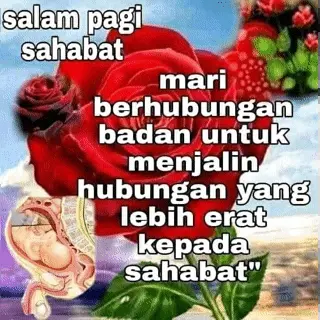 salam pagi
sahabat
mari
berhubungan
badan untuk
menjalin
hubungan yang
lebih erat
kepada
sahabat"